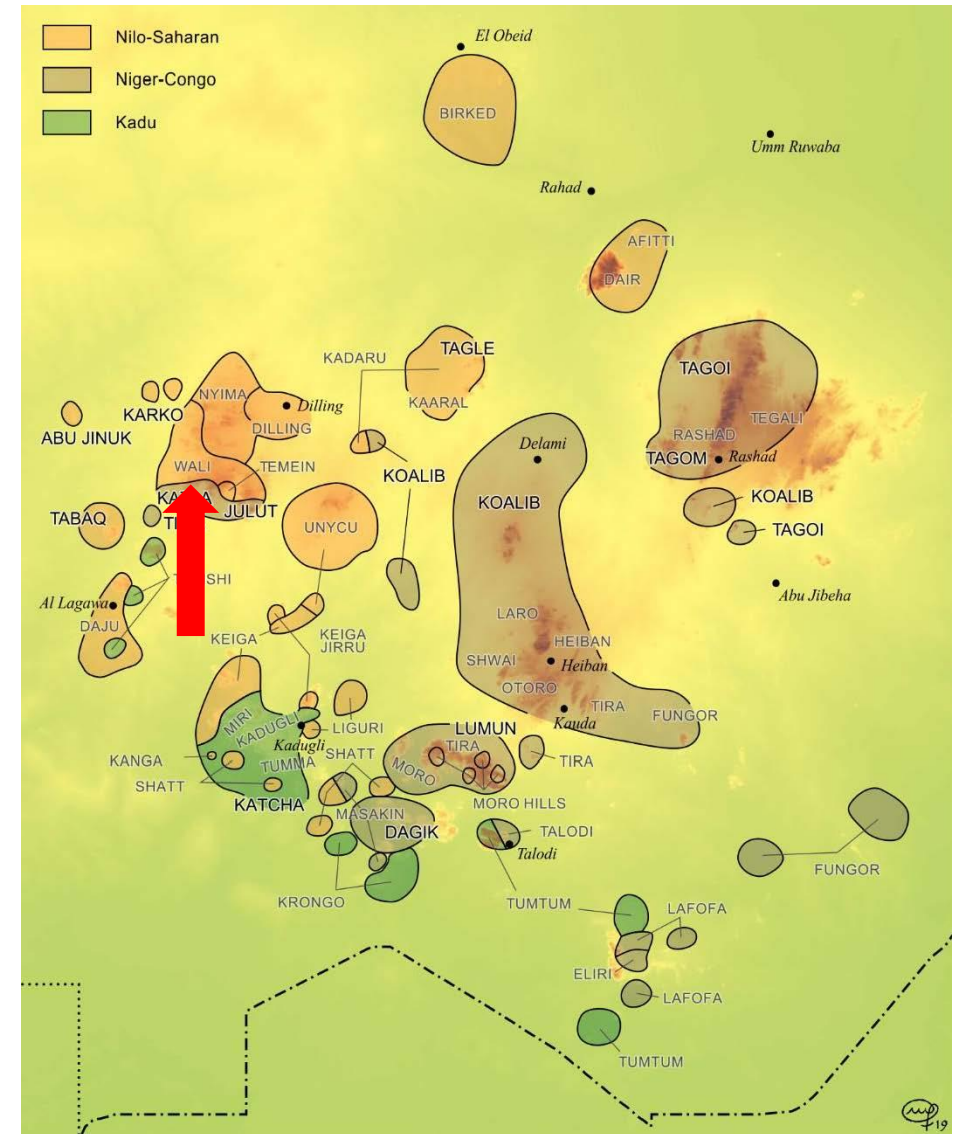 Nilo-Saharan
Niger-Congo
Kadu
El Obeid
BIRKED
Umm Ruwaba
Rahad
AFITTI
DAIR
KADARU
TAGLE
KAARAL
TAGOI
TEGALI
RASHAD
TAGOM
Rashad
NYIMA
KARKO
Dilling
DILLING
ABU JINUK
WALI
TEMEIN
JULUT
KOALIB
Delami
KOALIB
KOALIB
TAGOI
TABAQ
UNYCU
Al Lagawa
DAJU
KEIGA
KEIGA
JIRRU
Abu Jibeha
LARO
HEIBAN
SHWAI
Heiban
OTORO
TIRA
Kauda
FUNGOR
MIRI
KADUGLI
Kadugli
LIGURI
KANGA
TUMMA
SHATT
SHATT
KATCHA
LUMUN
TIRA
MORO
TIRA
MORO HILLS
MASAKIN
DAGIK
TALODI
Talodi
KRONGO
TUMTUM
LAFOFA
FUNGOR
ELIRI
LAFOFA
TUMTUM
19